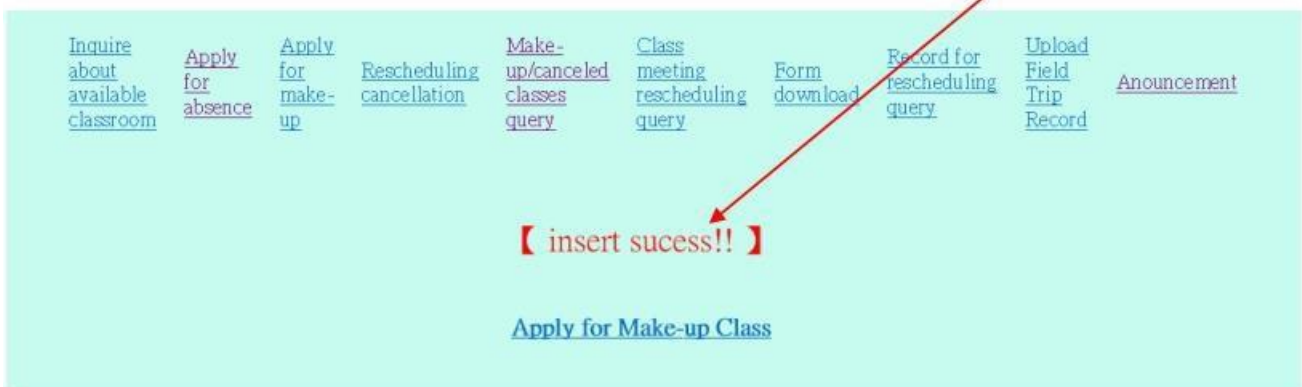 Inquire
about
available
classroom
Apply
for
absence
Apply
for
make-
up
Rescheduling
cancellation
Make-
up/canceled
classes
query
Class
meeting
rescheduling
query
Form
download
Record for
rescheduling
query
Upload
Field
Trip
Record
Anouncement
【 insert sucess!! 】
Apply for Make-up Class